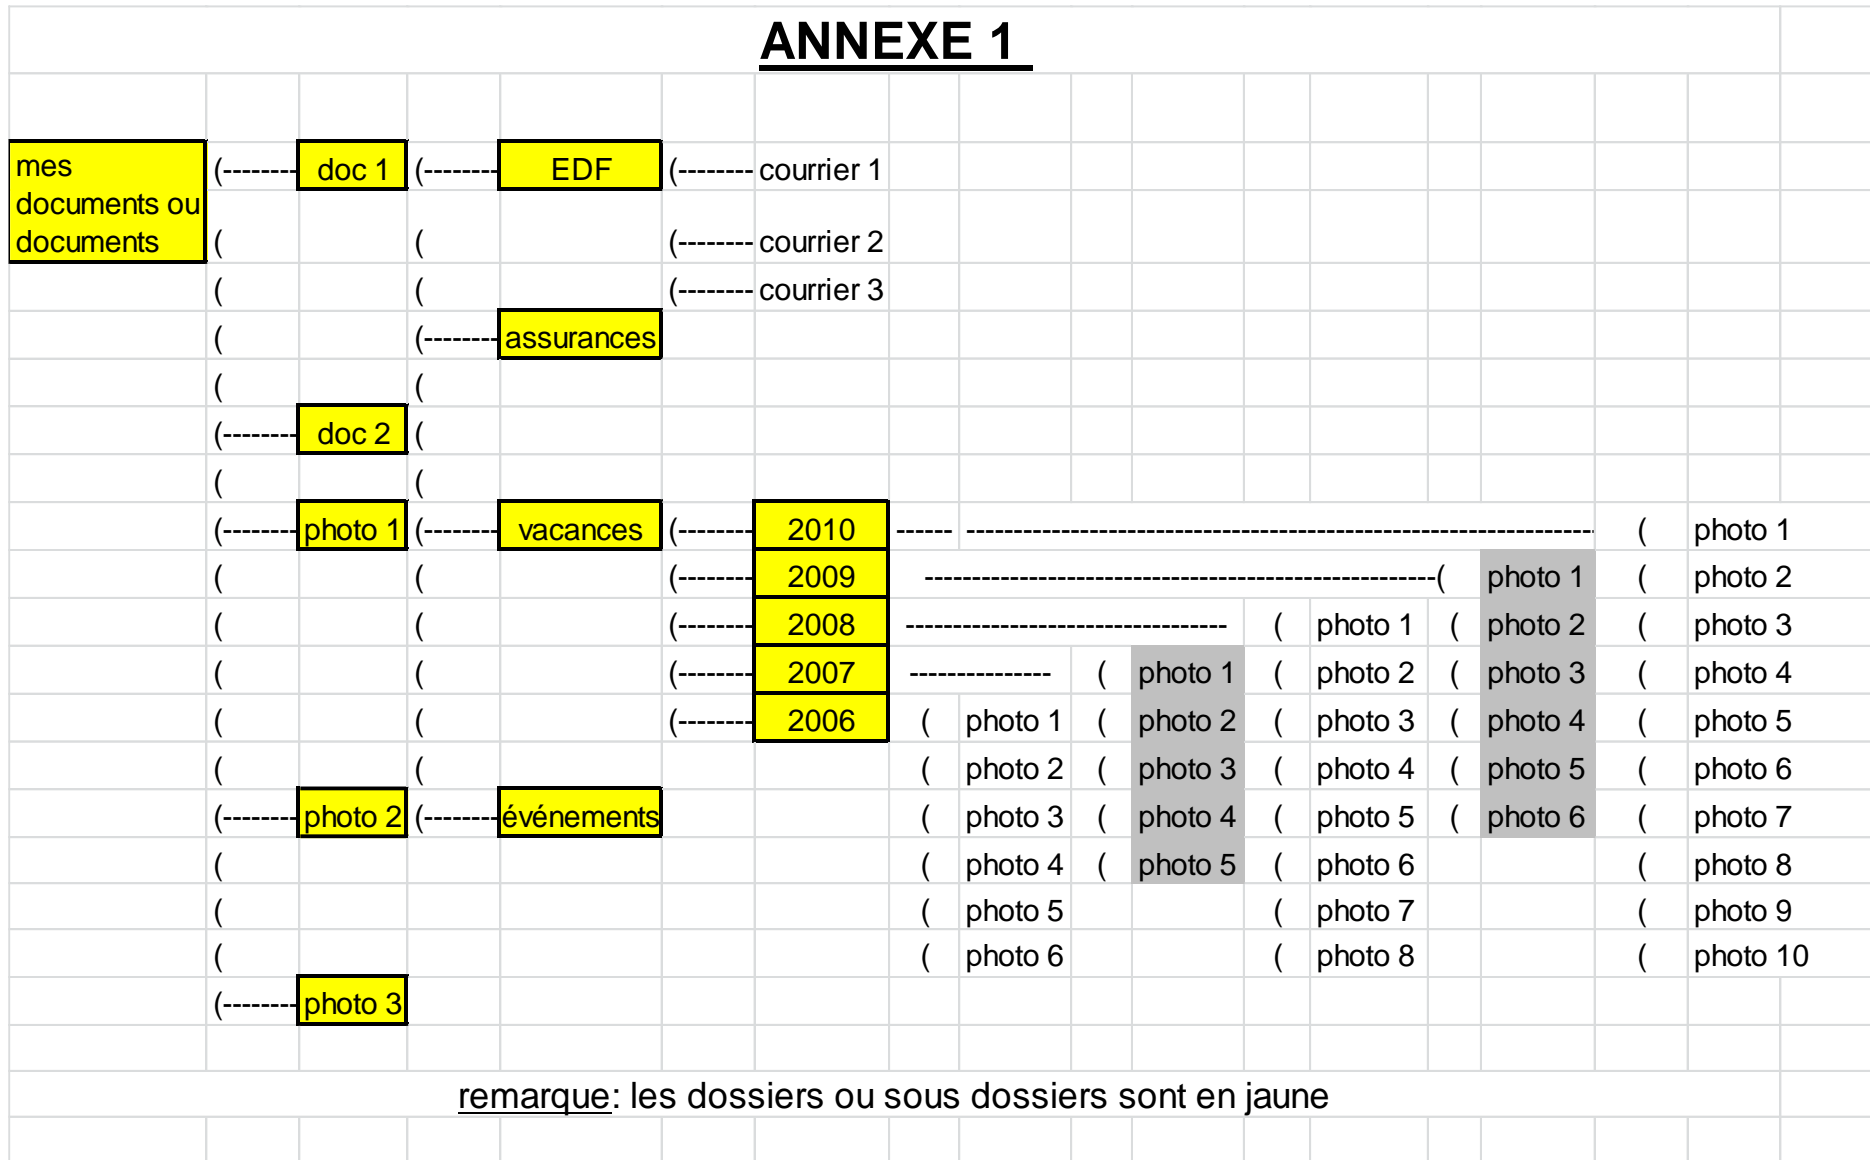 ANNEXE 1
mes
documents ou
documents
(-------- doc 1 (-------- EDF (-------- courrier 1
( ( (-------- courrier 2
( ( (-------- courrier 3
( (-------- assurances
( (
(-------- doc 2 (
( (
(-------- photo 1 (-------- vacances (-------- 2010 ------ ------------------------------------------------------------------ ( photo 1
( ( (-------- 2009 ------------------------------------------------------( photo 1 ( photo 2
( ( (-------- 2008 ---------------------------------- ( photo 1 ( photo 2 ( photo 3
( ( (-------- 2007 --------------- ( photo 1 ( photo 2 ( photo 3 ( photo 4
( ( (-------- 2006 ( photo 1 ( photo 2 ( photo 3 ( photo 4 ( photo 5
( ( ( photo 2 ( photo 3 ( photo 4 ( photo 5 ( photo 6
(-------- photo 2 (-------- événements ( photo 3 ( photo 4 ( photo 5 ( photo 6 ( photo 7
( ( photo 4 ( photo 5 ( photo 6 ( photo 8
( ( photo 5 ( photo 7 ( photo 9
( ( photo 6 ( photo 8 ( photo 10
(-------- photo 3
remarque: les dossiers ou sous dossiers sont en jaune